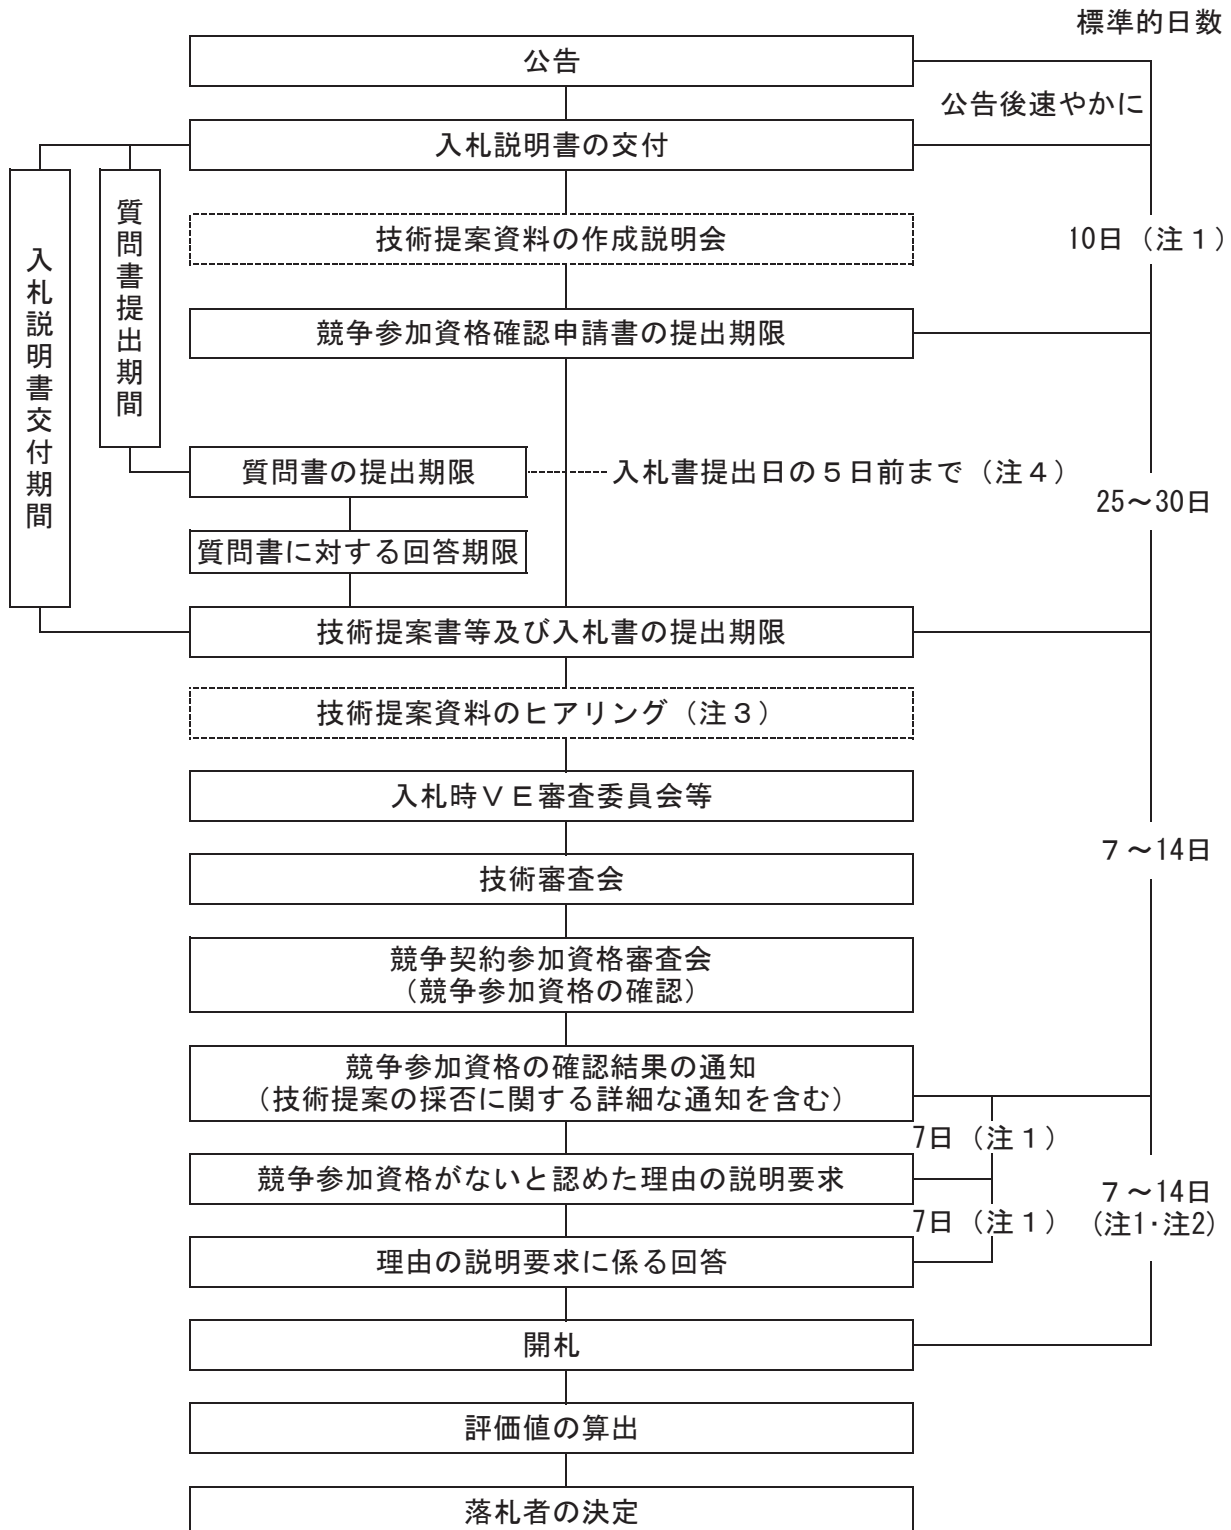 標準的日数
公告
公告後速やかに
入札説明書の交付
入札説明書交付期間
質問書提出期間
技術提案資料の作成説明会
10日（注１）
競争参加資格確認申請書の提出期限
質問書の提出期限
入札書提出日の５日前まで（注４）
25～30日
質問書に対する回答期限
技術提案書等及び入札書の提出期限
技術提案資料のヒアリング（注３）
入札時ＶＥ審査委員会等
７～14日
技術審査会
競争契約参加資格審査会
（競争参加資格の確認）
競争参加資格の確認結果の通知
（技術提案の採否に関する詳細な通知を含む）
7日（注１）
競争参加資格がないと認めた理由の説明要求
７～14日
（注1･注2）
7日（注１）
理由の説明要求に係る回答
開札
評価値の算出
落札者の決定